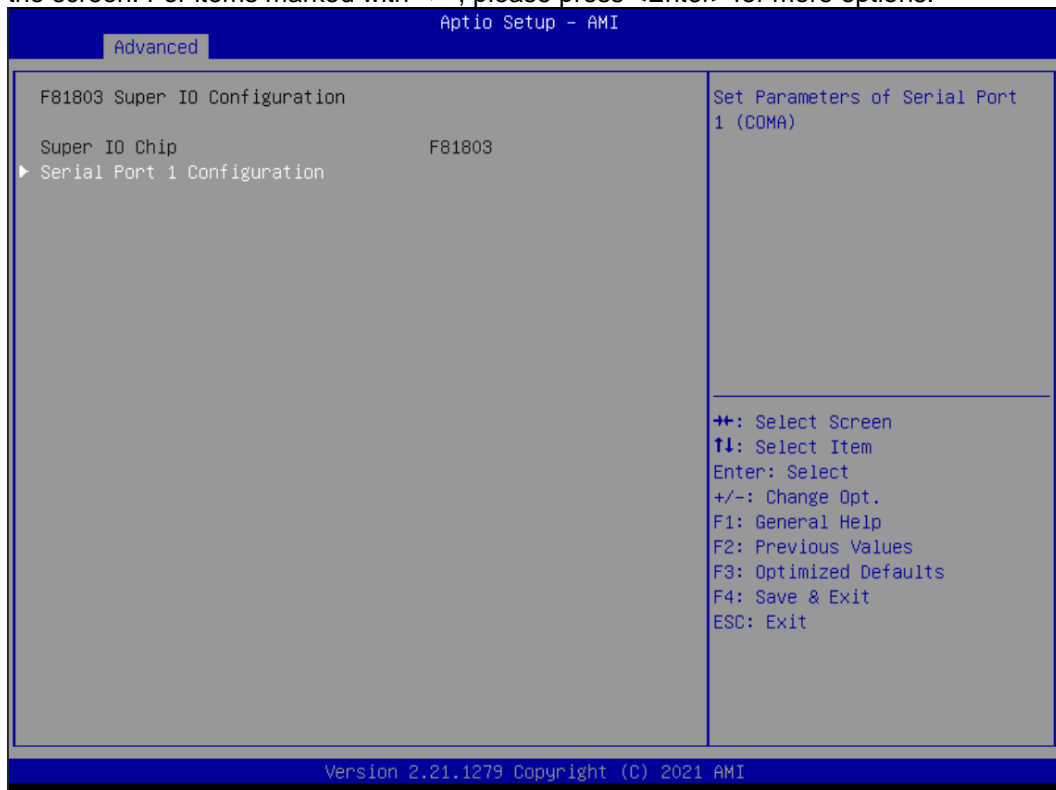 the screen. For items marked with " ", please press <Enter> for more options.
Aptio Setup – AMI
Advanced
F81803 Super IO Configuration
Super IO Chip F81803
▶ Serial Port 1 Configuration
Set Parameters of Serial Port
1 (COMA)
→←: Select Screen
↑↓: Select Item
Enter: Select
+/-: Change Opt.
F1: General Help
F2: Previous Values
F3: Optimized Defaults
F4: Save & Exit
ESC: Exit
Version 2.21.1279 Copyright (C) 2021 AMI